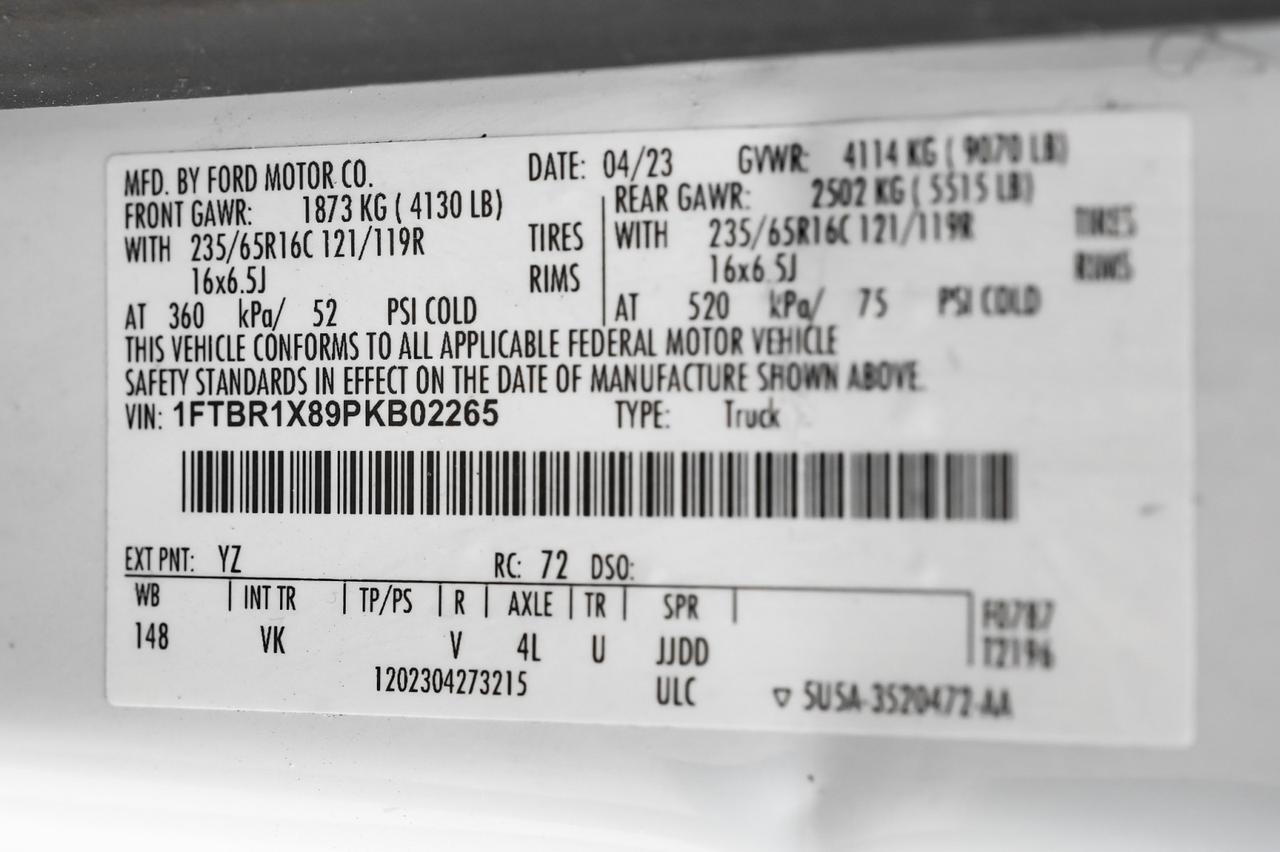 MFD. BY FORD MOTOR CO. DATE: 04/23 GVWR: 4114 KG ( 9070 LB)
FRONT GAWR: 1873 KG ( 4130 LB) REAR GAWR: 2502 KG ( 5515 LB)
WITH 235/65R16C 121/119R TIRES WITH 235/65R16C 121/119R TIRES
16x6.5J RIMS 16x6.5J RIMS
AT 360 kPa/ 52 PSI COLD AT 520 kPa/ 75 PSI COLD
THIS VEHICLE CONFORMS TO ALL APPLICABLE FEDERAL MOTOR VEHICLE
SAFETY STANDARDS IN EFFECT ON THE DATE OF MANUFACTURE SHOWN ABOVE.
VIN: 1FTBR1X89PKB02265 TYPE: Truck
EXT PNT: YZ RC: 72 DSO:
WB INT TR TP/PS R AXLE TR SPR F0787
148 VK V 4L U JJDD T2196
1202304273215 ULC ▽ 5U5A-3520472-AA